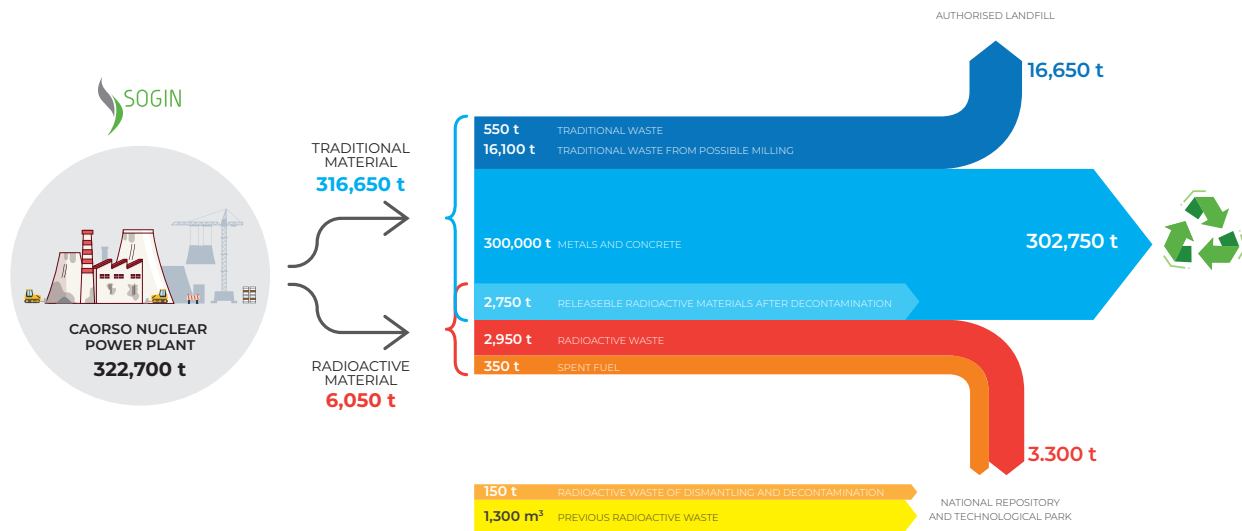 SOGIN
CAORSO NUCLEAR
POWER PLANT
322,700 t
TRADITIONAL
MATERIAL
316,650 t
RADIOACTIVE
MATERIAL
6,050 t
AUTHORISED LANDFILL
16,650 t
550 t TRADITIONAL WASTE
16,100 t TRADITIONAL WASTE FROM POSSIBLE MILLING
300,000 t METALS AND CONCRETE
302,750 t
2,750 t RELEASEBLE RADIOACTIVE MATERIALS AFTER DECONTAMINATION
2,950 t RADIOACTIVE WASTE
350 t SPENT FUEL
3.300 t
150 t RADIOACTIVE WASTE OF DISMANTLING AND DECONTAMINATION
1,300 m³ PREVIOUS RADIOACTIVE WASTE
NATIONAL REPOSITORY
AND TECHNOLOGICAL PARK